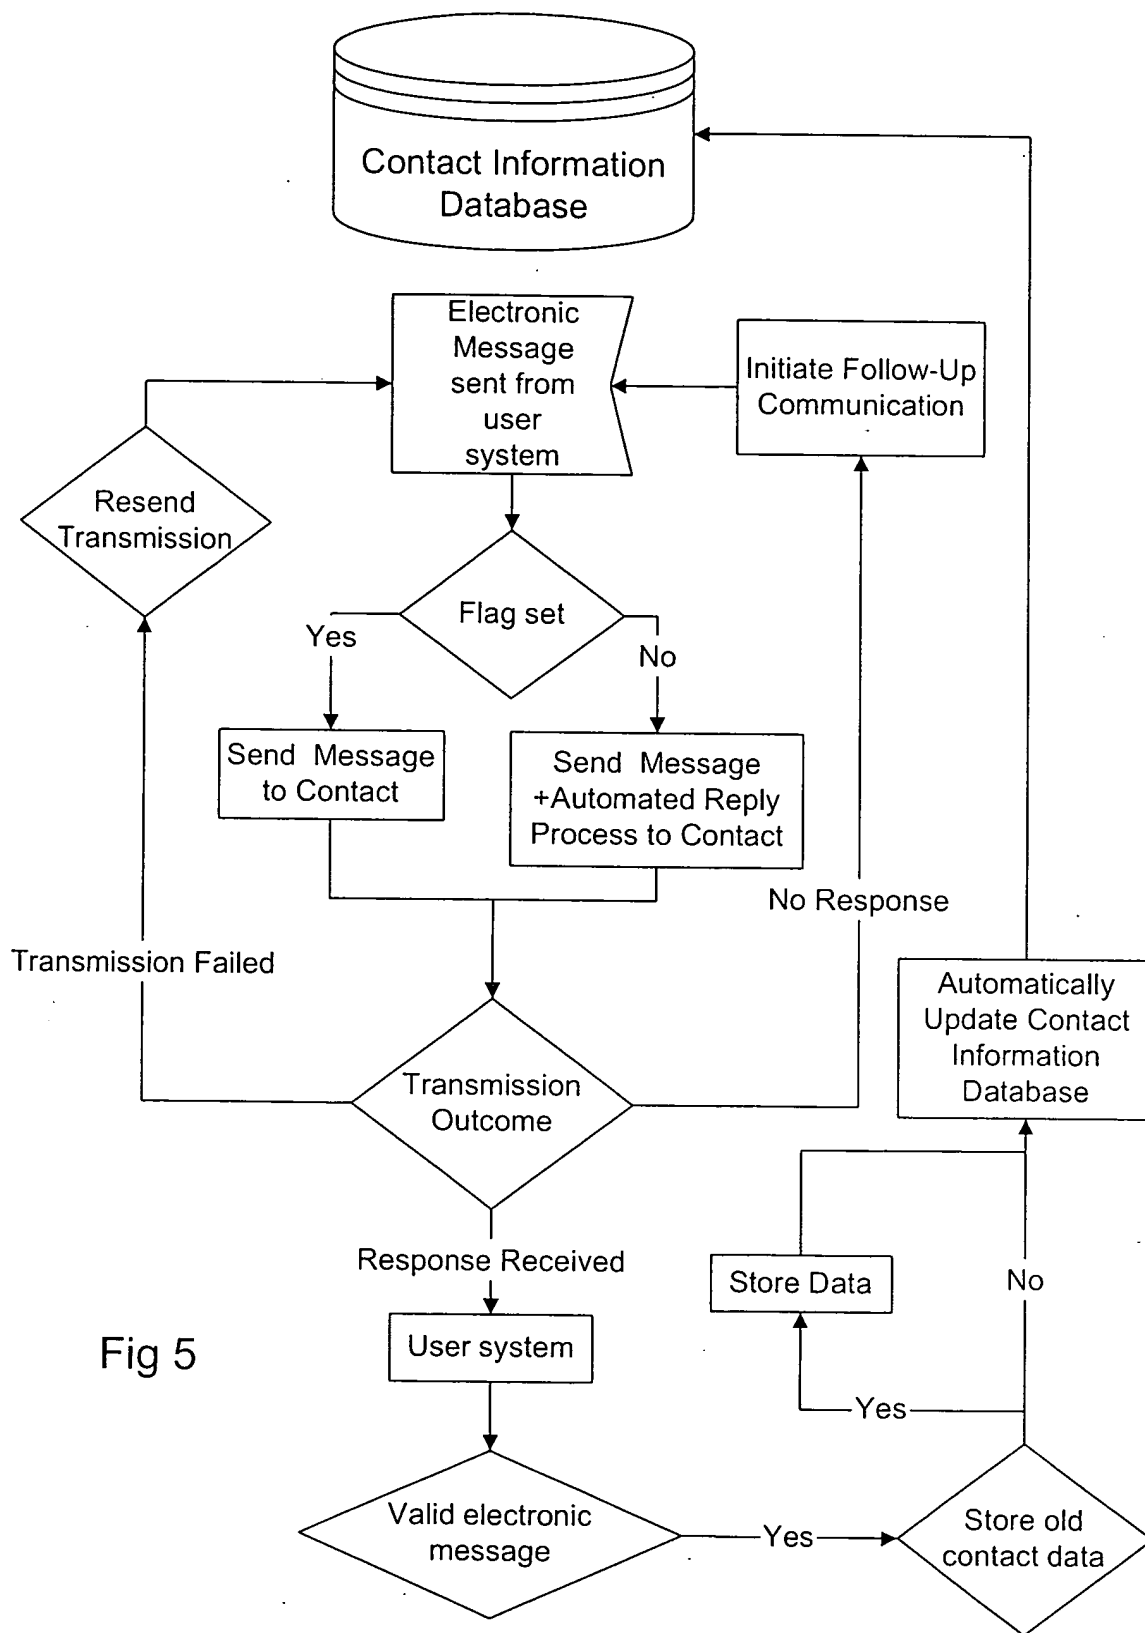 Contact Information
Database
Electronic
Message
sent from
user
system
Initiate Follow-Up
Communication
Resend
Transmission
Flag set
Yes
No
Send Message
to Contact
Send Message
+Automated Reply
Process to Contact
No Response
Transmission Failed
Automatically
Update Contact
Information
Database
Transmission
Outcome
Response Received
Store Data
No
User system
Fig 5
Yes
Valid electronic
message
Yes
Store old
contact data